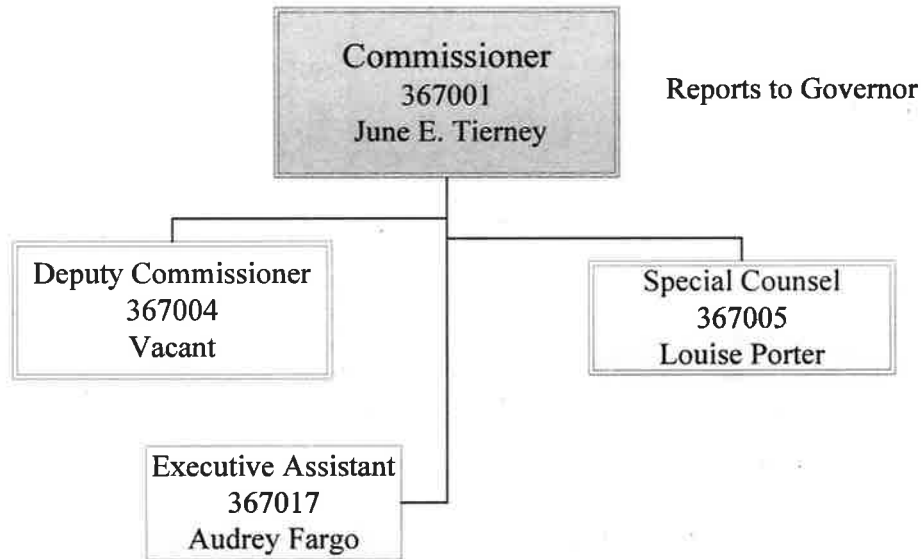 Commissioner
367001
June E. Tierney
Reports to Governor
Deputy Commissioner
367004
Vacant
Special Counsel
367005
Louise Porter
Executive Assistant
367017
Audrey Fargo